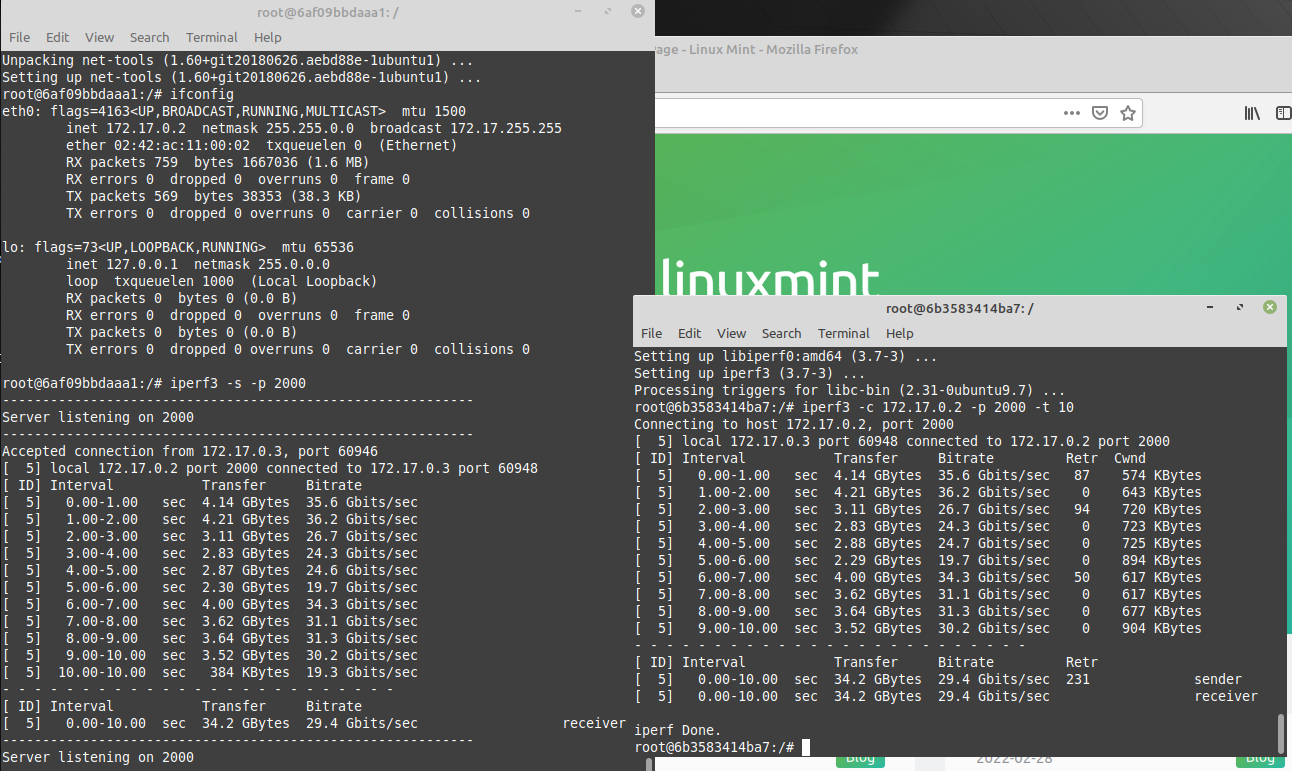 root@6af09bbdaaa1: /
File Edit View Search Terminal Help
Unpacking net-tools (1.60+git20180626.aebd88e-1ubuntu1) ...
Setting up net-tools (1.60+git20180626.aebd88e-1ubuntu1) ...
root@6af09bbdaaa1:/# ifconfig
eth0: flags=4163<UP,BROADCAST,RUNNING,MULTICAST>  mtu 1500
        inet 172.17.0.2  netmask 255.255.0.0  broadcast 172.17.255.255
        ether 02:42:ac:11:00:02  txqueuelen 0  (Ethernet)
        RX packets 759  bytes 1667036 (1.6 MB)
        RX errors 0  dropped 0  overruns 0  frame 0
        TX packets 569  bytes 38353 (38.3 KB)
        TX errors 0  dropped 0 overruns 0  carrier 0  collisions 0
lo: flags=73<UP,LOOPBACK,RUNNING>  mtu 65536
        inet 127.0.0.1  netmask 255.0.0.0
        loop  txqueuelen 1000  (Local Loopback)
        RX packets 0  bytes 0 (0.0 B)
        RX errors 0  dropped 0  overruns 0  frame 0
        TX packets 0  bytes 0 (0.0 B)
        TX errors 0  dropped 0 overruns 0  carrier 0  collisions 0
root@6af09bbdaaa1:/# iperf3 -s -p 2000
-----------------------------------------------------------
Server listening on 2000
-----------------------------------------------------------
Accepted connection from 172.17.0.3, port 60946
[  5] local 172.17.0.2 port 2000 connected to 172.17.0.3 port 60948
[ ID] Interval           Transfer     Bitrate
[  5]   0.00-1.00   sec  4.14 GBytes  35.6 Gbits/sec
[  5]   1.00-2.00   sec  4.21 GBytes  36.2 Gbits/sec
[  5]   2.00-3.00   sec  3.11 GBytes  26.7 Gbits/sec
[  5]   3.00-4.00   sec  2.83 GBytes  24.3 Gbits/sec
[  5]   4.00-5.00   sec  2.87 GBytes  24.6 Gbits/sec
[  5]   5.00-6.00   sec  2.30 GBytes  19.7 Gbits/sec
[  5]   6.00-7.00   sec  4.00 GBytes  34.3 Gbits/sec
[  5]   7.00-8.00   sec  3.62 GBytes  31.1 Gbits/sec
[  5]   8.00-9.00   sec  3.64 GBytes  31.3 Gbits/sec
[  5]   9.00-10.00  sec  3.52 GBytes  30.2 Gbits/sec
[  5]  10.00-10.00  sec   384 KBytes  19.3 Gbits/sec
- - - - - - - - - - - - - - - - - - - - - - - - -
[ ID] Interval           Transfer     Bitrate
[  5]   0.00-10.00  sec  34.2 GBytes  29.4 Gbits/sec                  receiver
-----------------------------------------------------------
Server listening on 2000
Page - Linux Mint - Mozilla Firefox
linuxmint
root@6b3583414ba7: /
File Edit View Search Terminal Help
Setting up libiperf0:amd64 (3.7-3) ...
Setting up iperf3 (3.7-3) ...
Processing triggers for libc-bin (2.31-0ubuntu9.7) ...
root@6b3583414ba7:/# iperf3 -c 172.17.0.2 -p 2000 -t 10
Connecting to host 172.17.0.2, port 2000
[  5] local 172.17.0.3 port 60948 connected to 172.17.0.2 port 2000
[ ID] Interval           Transfer     Bitrate         Retr  Cwnd
[  5]   0.00-1.00   sec  4.14 GBytes  35.6 Gbits/sec   87    574 KBytes
[  5]   1.00-2.00   sec  4.21 GBytes  36.2 Gbits/sec    0    643 KBytes
[  5]   2.00-3.00   sec  3.11 GBytes  26.7 Gbits/sec   94    720 KBytes
[  5]   3.00-4.00   sec  2.83 GBytes  24.3 Gbits/sec    0    723 KBytes
[  5]   4.00-5.00   sec  2.88 GBytes  24.7 Gbits/sec    0    725 KBytes
[  5]   5.00-6.00   sec  2.29 GBytes  19.7 Gbits/sec    0    894 KBytes
[  5]   6.00-7.00   sec  4.00 GBytes  34.3 Gbits/sec   50    617 KBytes
[  5]   7.00-8.00   sec  3.62 GBytes  31.1 Gbits/sec    0    617 KBytes
[  5]   8.00-9.00   sec  3.64 GBytes  31.3 Gbits/sec    0    677 KBytes
[  5]   9.00-10.00  sec  3.52 GBytes  30.2 Gbits/sec    0    904 KBytes
- - - - - - - - - - - - - - - - - - - - - - - - -
[ ID] Interval           Transfer     Bitrate         Retr
[  5]   0.00-10.00  sec  34.2 GBytes  29.4 Gbits/sec  231             sender
[  5]   0.00-10.00  sec  34.2 GBytes  29.4 Gbits/sec                  receiver
iperf Done.
root@6b3583414ba7:/#
Blog 2022-02-28 Blog